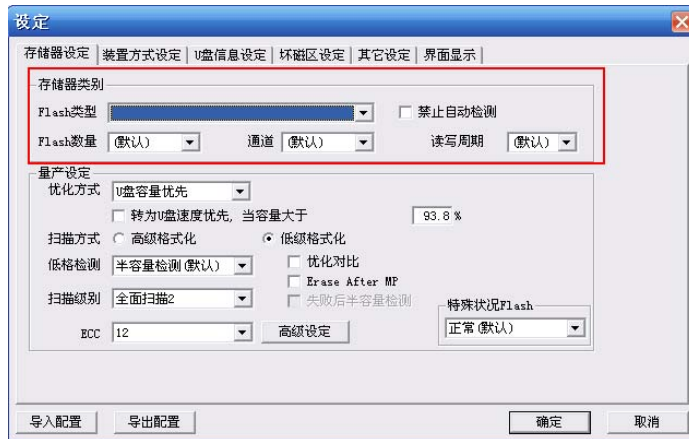 设定
存储器设定 装置方式设定 U盘信息设定 坏磁区设定 其它设定 界面显示
存储器类别
Flash类型 禁止自动检测
Flash数量 (默认) 通道 (默认) 读写周期 (默认)
量产设定
优化方式 U盘容量优先
转为U盘速度优先, 当容量大于 93.8 %
扫描方式 高级格式化 低级格式化
低格检测 半容量检测(默认) 优化对比
Erase After MP
扫描级别 全面扫描2 失败后半容量检测 特殊状况Flash
ECC 12 高级设定 正常(默认)
导入配置 导出配置 确定 取消